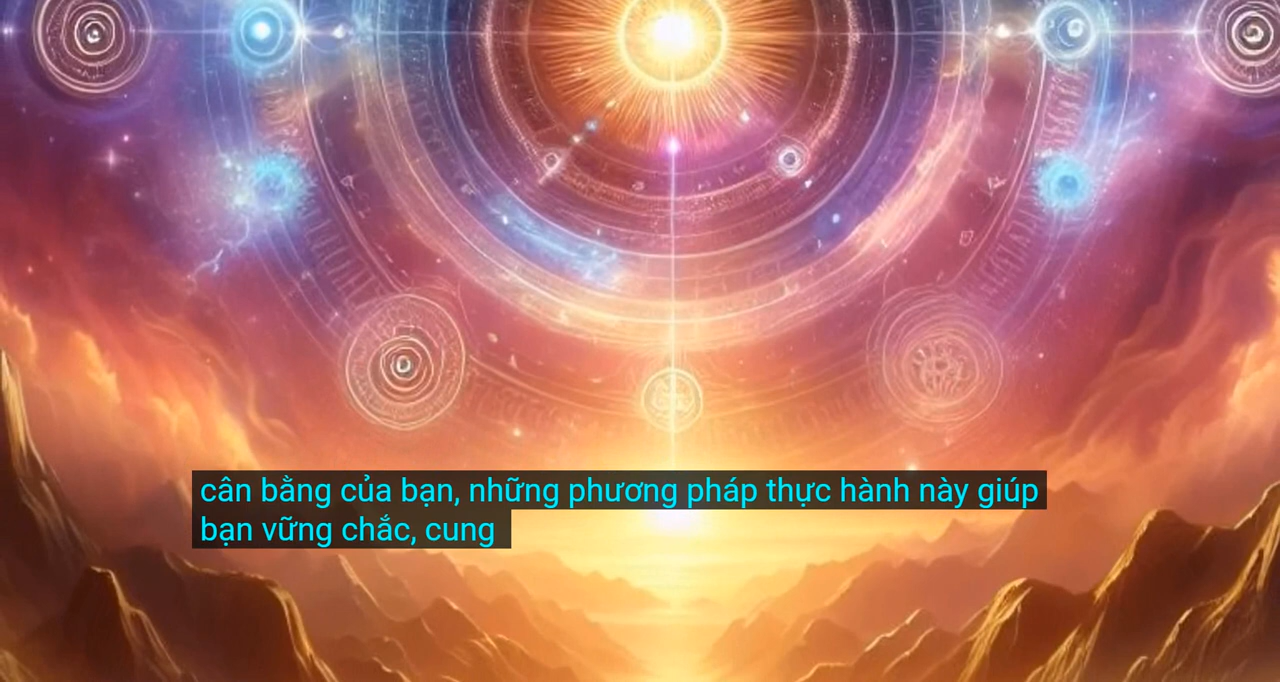 cân bằng của bạn, những phương pháp thực hành này giúp
bạn vững chắc, cung